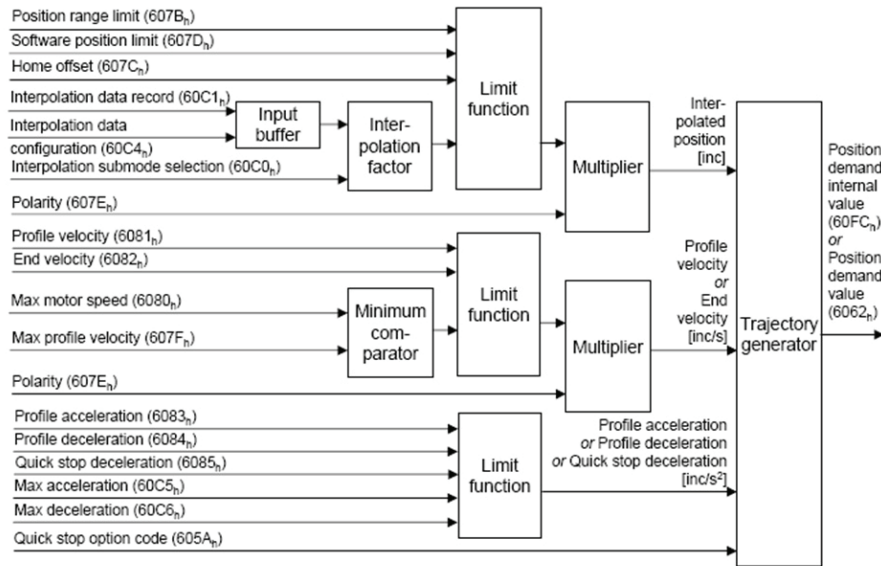 Position range limit (607Bh)
Software position limit (607Dh)
Home offset (607Ch)
Interpolation data record (60C1h)
Interpolation data
configuration (60C4h)
Interpolation submode selection (60C0h)
Input
buffer
Inter-
polation
factor
Limit
function
Polarity (607Eh)
Multiplier
Inter-
polated
position
[inc]
Profile velocity (6081h)
End velocity (6082h)
Max motor speed (6080h)
Max profile velocity (607Fh)
Minimum
com-
parator
Limit
function
Polarity (607Eh)
Multiplier
Profile
velocity
or
End
velocity
[inc/s]
Profile acceleration (6083h)
Profile deceleration (6084h)
Quick stop deceleration (6085h)
Max acceleration (60C5h)
Max deceleration (60C6h)
Limit
function
Profile acceleration
or Profile deceleration
or Quick stop deceleration
[inc/s²]
Quick stop option code (605Ah)
Trajectory
generator
Position
demand
internal
value
(60FCh)
or
Position
demand
value
(6062h)